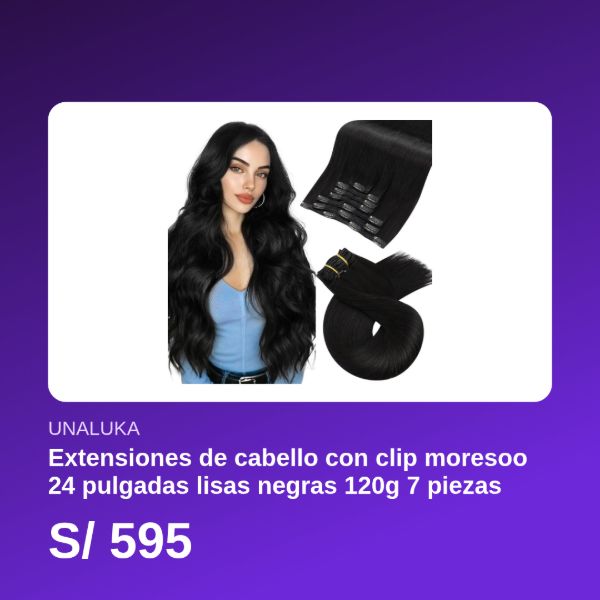 UNALUKA
Extensiones de cabello con clip moresoo
24 pulgadas lisas negras 120g 7 piezas
S/ 595